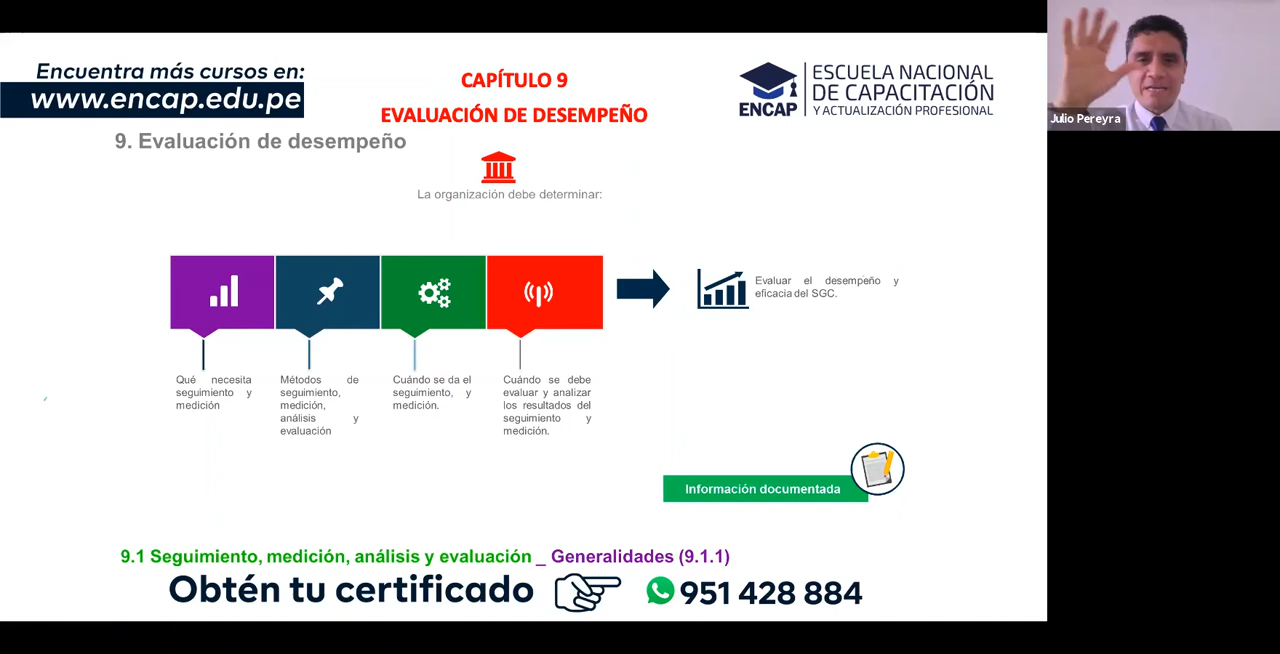 Encuentra más cursos en:
www.encap.edu.pe
CAPÍTULO 9
EVALUACIÓN DE DESEMPEÑO
ENCAP
ESCUELA NACIONAL
DE CAPACITACIÓN
Y ACTUALIZACIÓN PROFESIONAL
Julio Pereyra
9. Evaluación de desempeño
La organización debe determinar:
Evaluar el desempeño y
eficacia del SGC.
Qué necesita
seguimiento y
medición
Métodos de
seguimiento,
medición,
análisis y
evaluación
Cuándo se da el
seguimiento, y
medición.
Cuándo se debe
evaluar y analizar
los resultados del
seguimiento y
medición.
Información documentada
9.1 Seguimiento, medición, análisis y evaluación _ Generalidades (9.1.1)
Obtén tu certificado
951 428 884